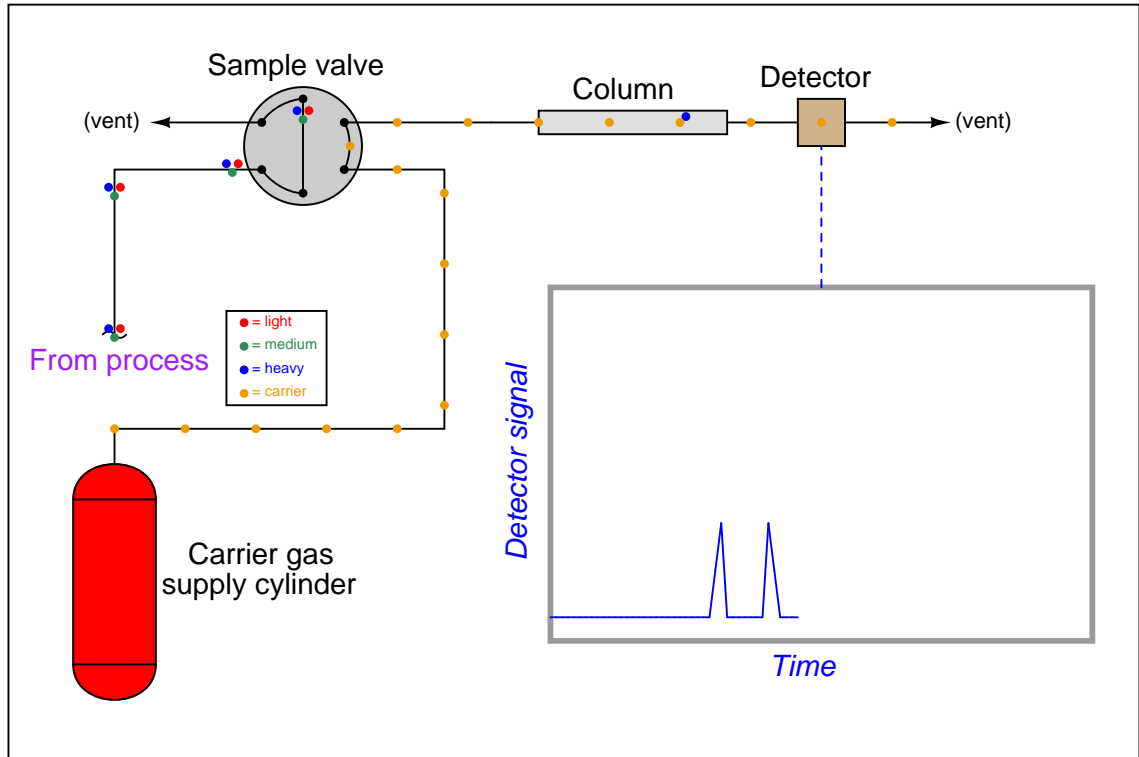 Sample valve
Column
Detector
(vent)
(vent)
= light
= medium
= heavy
= carrier
From process
Detector signal
Carrier gas
supply cylinder
Time